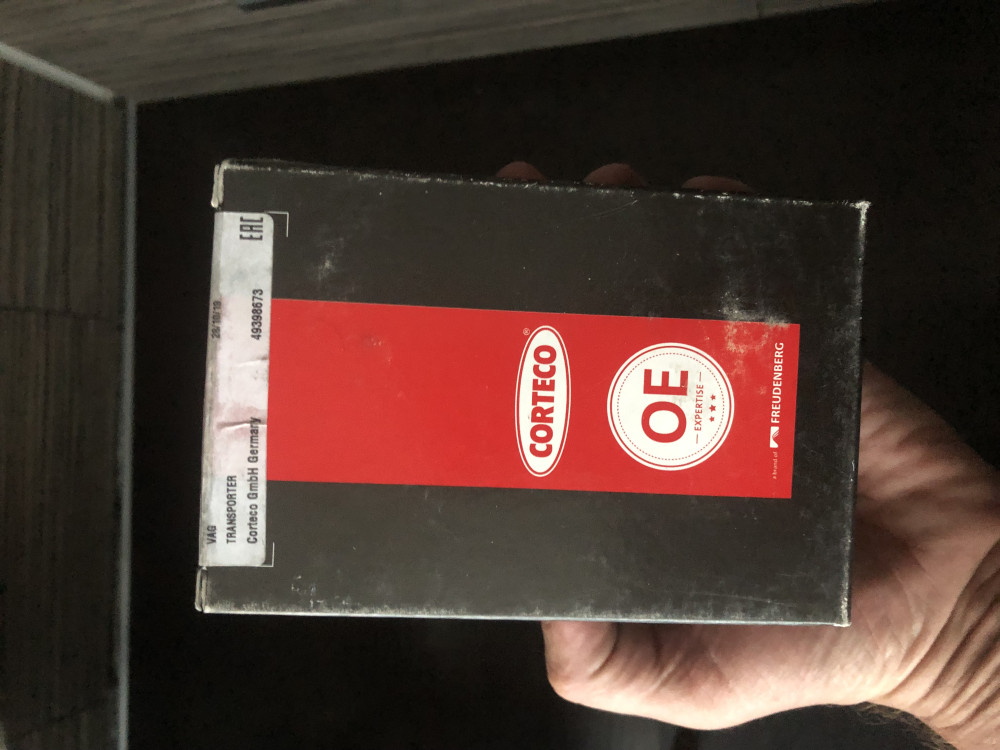 VAG 28/10/19
TRANSPORTER
Corteco GmbH Germany 49398673 EAC
CORTECO®
OE
EXPERTISE
a brand of FREUDENBERG